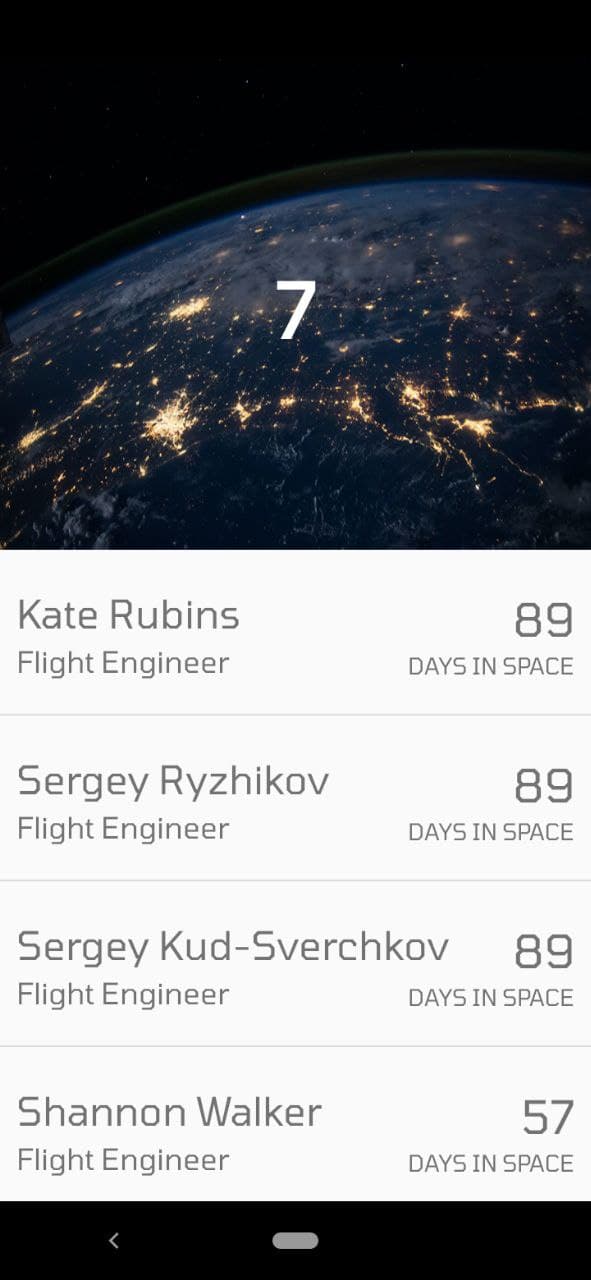 7
Kate Rubins
89
Flight Engineer
DAYS IN SPACE
Sergey Ryzhikov
89
Flight Engineer
DAYS IN SPACE
Sergey Kud-Sverchkov
89
Flight Engineer
DAYS IN SPACE
Shannon Walker
57
Flight Engineer
DAYS IN SPACE